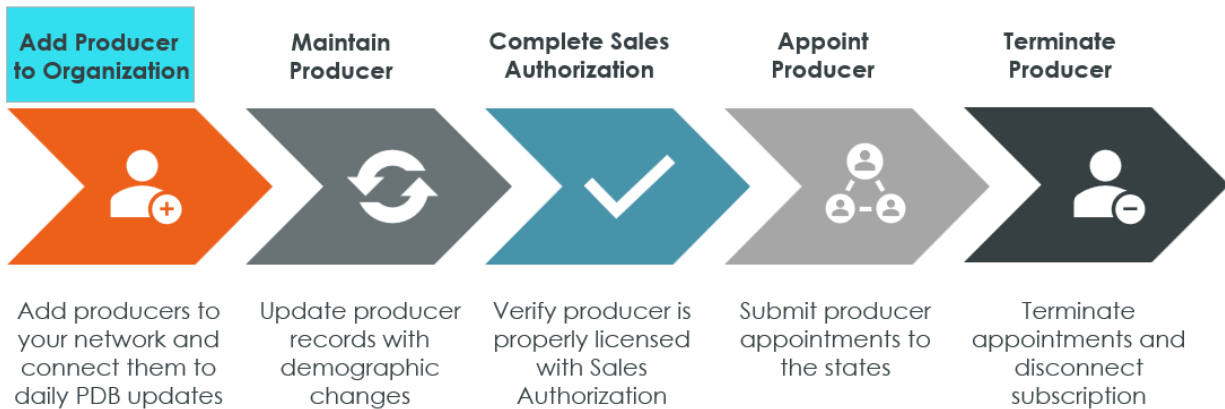 Add Producer
to Organization
Maintain
Producer
Complete Sales
Authorization
Appoint
Producer
Terminate
Producer
Add producers to
your network and
connect them to
daily PDB updates
Update producer
records with
demographic
changes
Verify producer is
properly licensed
with Sales
Authorization
Submit producer
appointments to
the states
Terminate
appointments and
disconnect
subscription